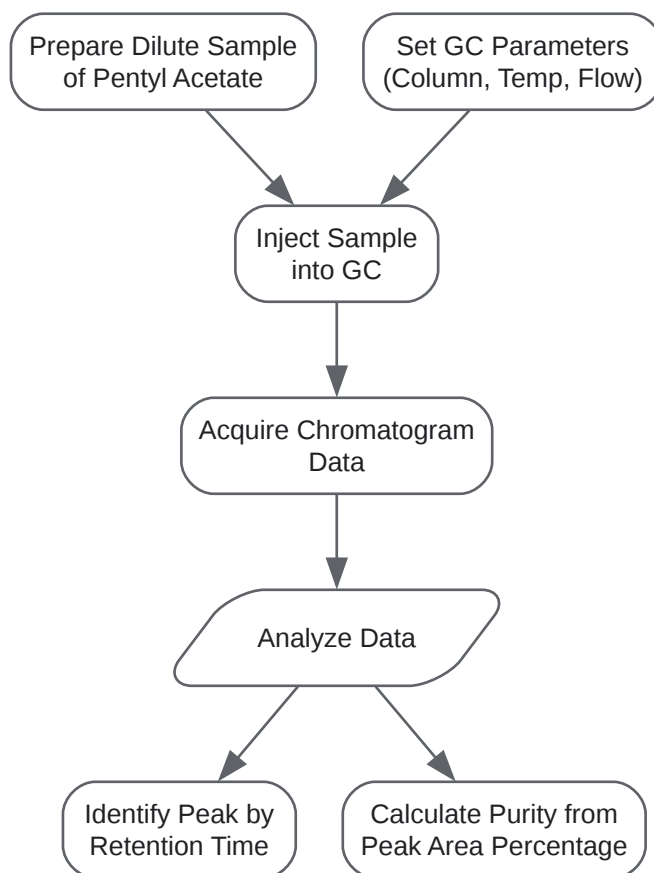 Prepare Dilute Sample
of Pentyl Acetate
Set GC Parameters
(Column, Temp, Flow)
Inject Sample
into GC
Acquire Chromatogram
Data
Analyze Data
Identify Peak by
Retention Time
Calculate Purity from
Peak Area Percentage